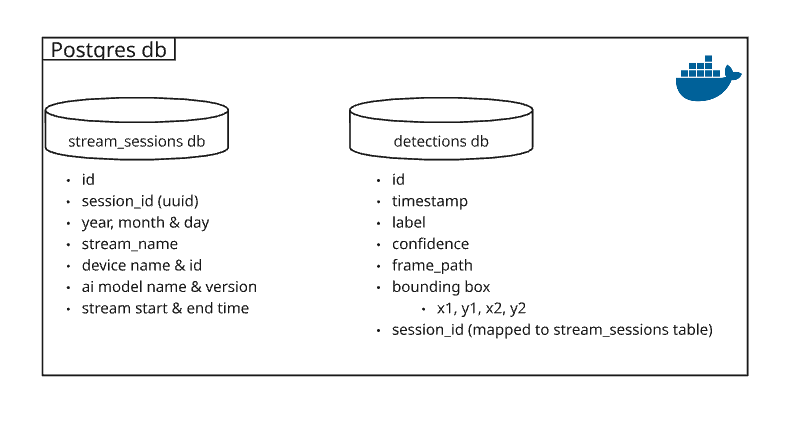 Postgres db
stream_sessions db
id
session_id (uuid)
year, month & day
stream_name
device name & id
ai model name & version
stream start & end time
detections db
id
timestamp
label
confidence
frame_path
bounding box
x1, y1, x2, y2
session_id (mapped to stream_sessions table)